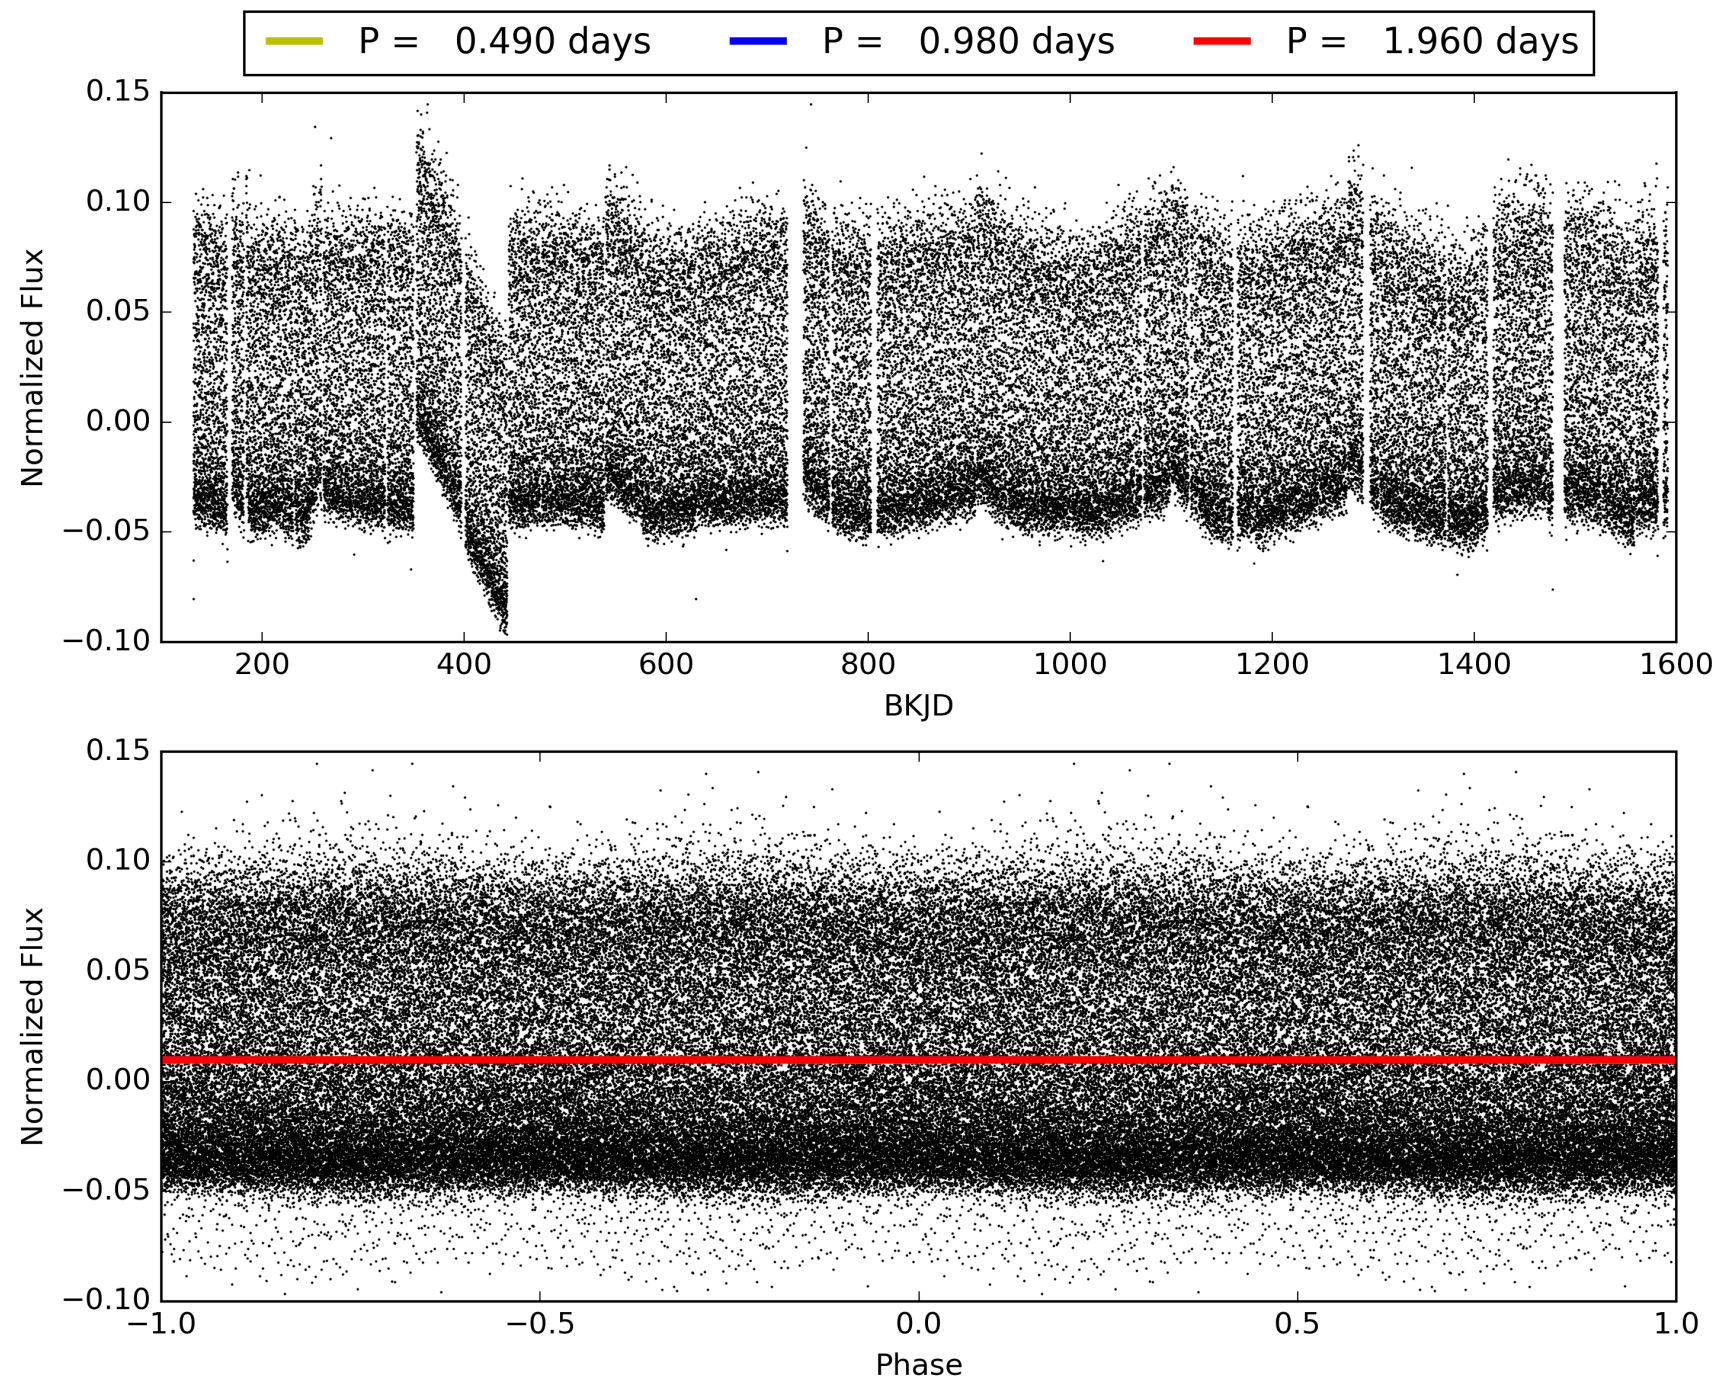 P = 0.490 days P = 0.980 days P = 1.960 days
0.15
0.10
0.05
0.00
−0.05
−0.10
Normalized Flux
200 400 600 800 1000 1200 1400 1600
BKJD
0.15
0.10
0.05
0.00
−0.05
−0.10
Normalized Flux
−1.0 −0.5 0.0 0.5 1.0
Phase